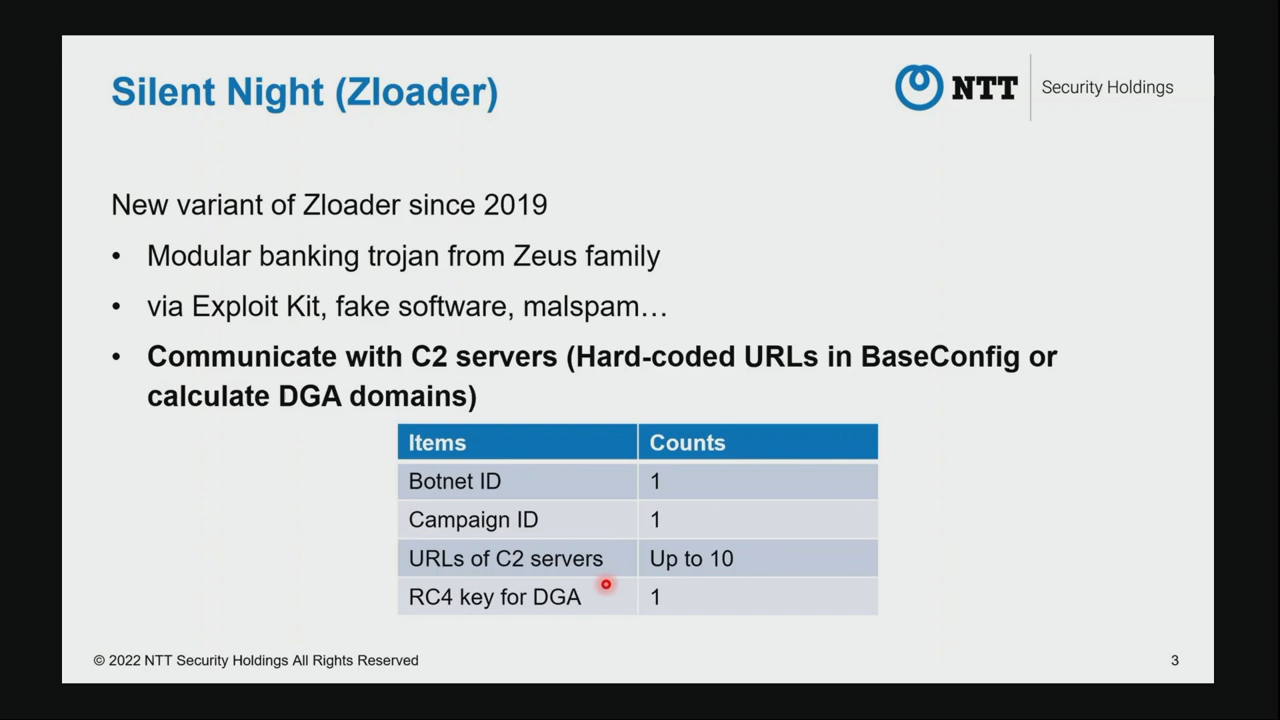 Silent Night (Zloader)
NTT
Security Holdings
New variant of Zloader since 2019
• Modular banking trojan from Zeus family
• via Exploit Kit, fake software, malspam…
• Communicate with C2 servers (Hard-coded URLs in BaseConfig or
calculate DGA domains)
Items Counts
Botnet ID 1
Campaign ID 1
URLs of C2 servers Up to 10
RC4 key for DGA 1
© 2022 NTT Security Holdings All Rights Reserved
3